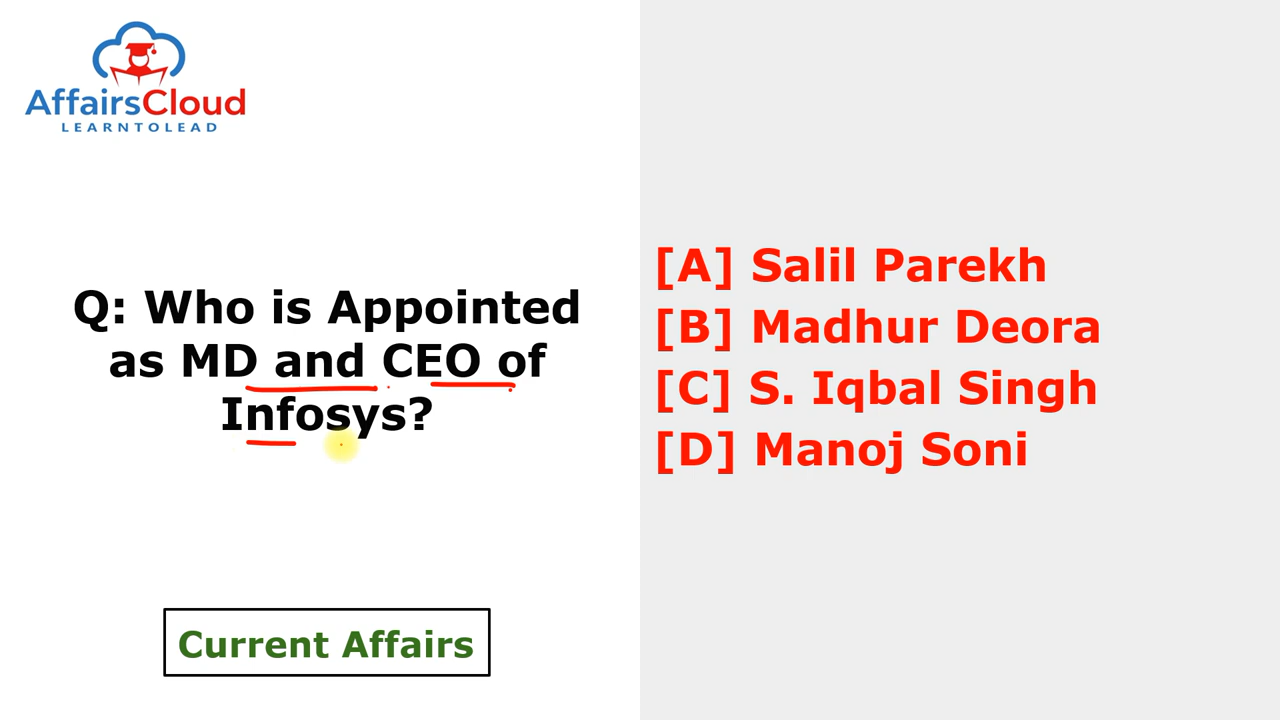 AffairsCloud
LEARNTOLEAD
Q: Who is Appointed
as MD and CEO of
Infosys?
[A] Salil Parekh
[B] Madhur Deora
[C] S. Iqbal Singh
[D] Manoj Soni
Current Affairs